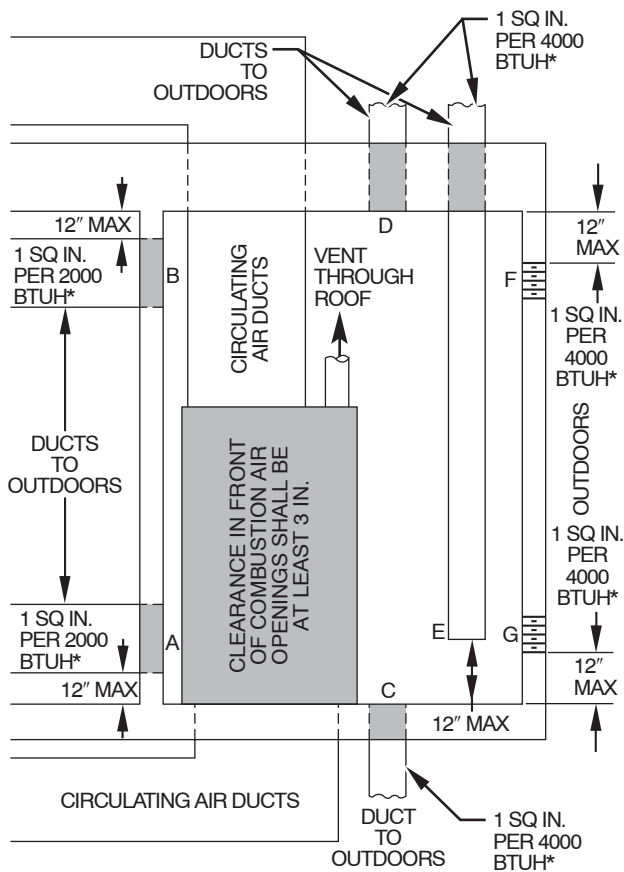 1 SQ IN.
PER 4000
BTUH*
DUCTS
TO
OUTDOORS
12″ MAX
1 SQ IN.
PER 2000
BTUH*
B
D
CIRCULATING
AIR DUCTS
VENT
THROUGH
ROOF
F
12″
MAX
1 SQ IN.
PER
4000
BTUH*
DUCTS
TO
OUTDOORS
CLEARANCE IN FRONT
OF COMBUSTION AIR
OPENINGS SHALL BE
AT LEAST 3 IN.
OUTDOORS
1 SQ IN.
PER
4000
BTUH*
1 SQ IN.
PER 2000
BTUH*
A
E
G
12″ MAX
C
12″ MAX
12″
MAX
CIRCULATING AIR DUCTS
DUCT
TO
OUTDOORS
1 SQ IN.
PER 4000
BTUH*